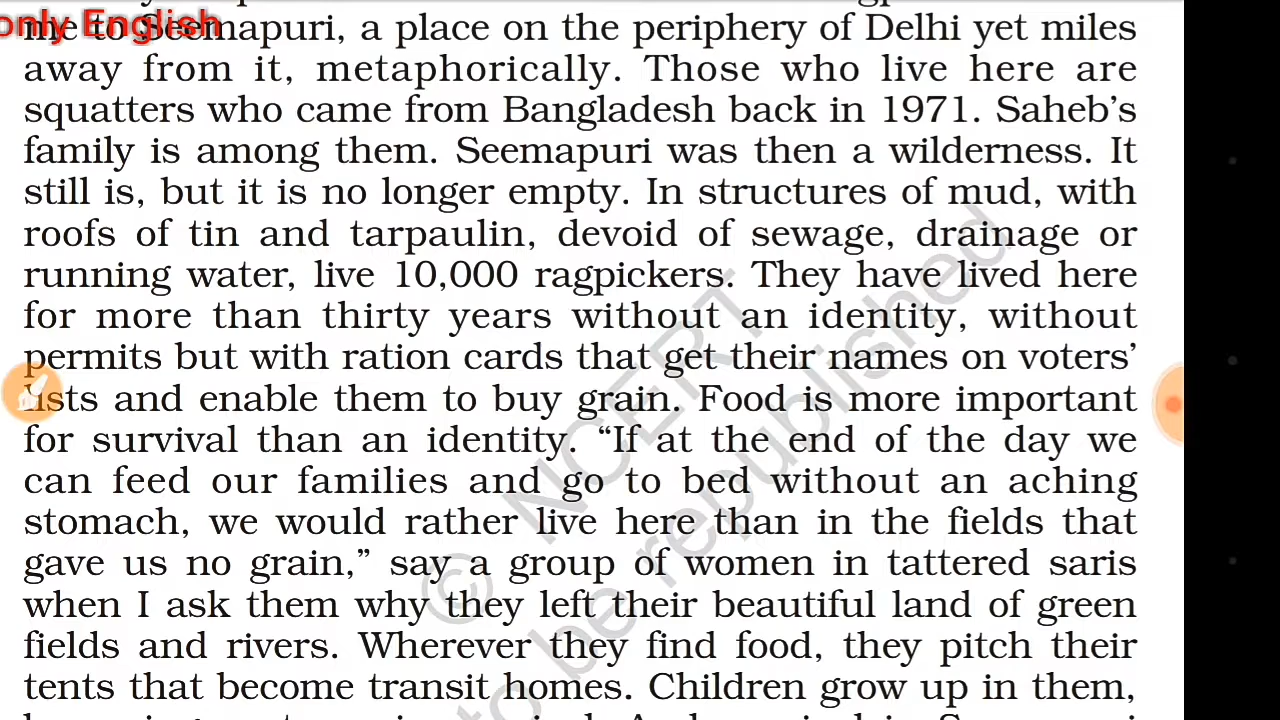 only English
me to Seemapuri, a place on the periphery of Delhi yet miles
away from it, metaphorically. Those who live here are
squatters who came from Bangladesh back in 1971. Saheb’s
family is among them. Seemapuri was then a wilderness. It
still is, but it is no longer empty. In structures of mud, with
roofs of tin and tarpaulin, devoid of sewage, drainage or
running water, live 10,000 ragpickers. They have lived here
for more than thirty years without an identity, without
permits but with ration cards that get their names on voters’
lists and enable them to buy grain. Food is more important
for survival than an identity. “If at the end of the day we
can feed our families and go to bed without an aching
stomach, we would rather live here than in the fields that
gave us no grain,” say a group of women in tattered saris
when I ask them why they left their beautiful land of green
fields and rivers. Wherever they find food, they pitch their
tents that become transit homes. Children grow up in them,
© NCERT
to be republished